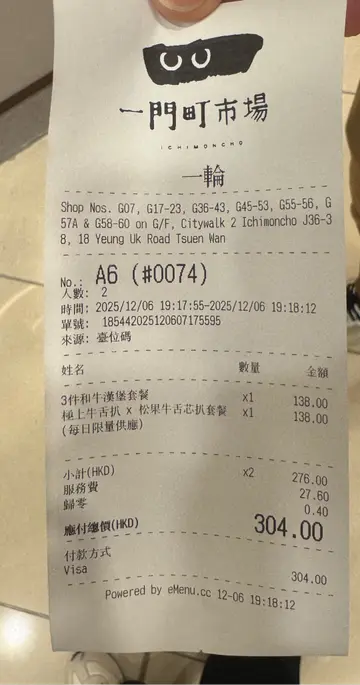 一門町市場
ICHIMONCHO
一輪
Shop Nos. G07, G17-23, G36-43, G45-53, G55-56, G
57A & G58-60 on G/F, Citywalk 2 Ichimoncho J36-3
8, 18 Yeung Uk Road Tsuen Wan
No.: A6 (#0074)
人數: 2
時間: 2025/12/06 19:17:55-2025/12/06 19:18:12
單號: 185442025120607175595
來源: 臺位碼
姓名 數量 金額
3件和牛漢堡套餐 x1 138.00
極上牛舌扒 x 松果牛舌芯扒套餐 x1 138.00
(每日限量供應)
小計(HKD) x2 276.00
服務費 27.60
歸零 0.40
應付總價(HKD) 304.00
付款方式
Visa 304.00
Powered by eMenu.cc 12-06 19:18:12